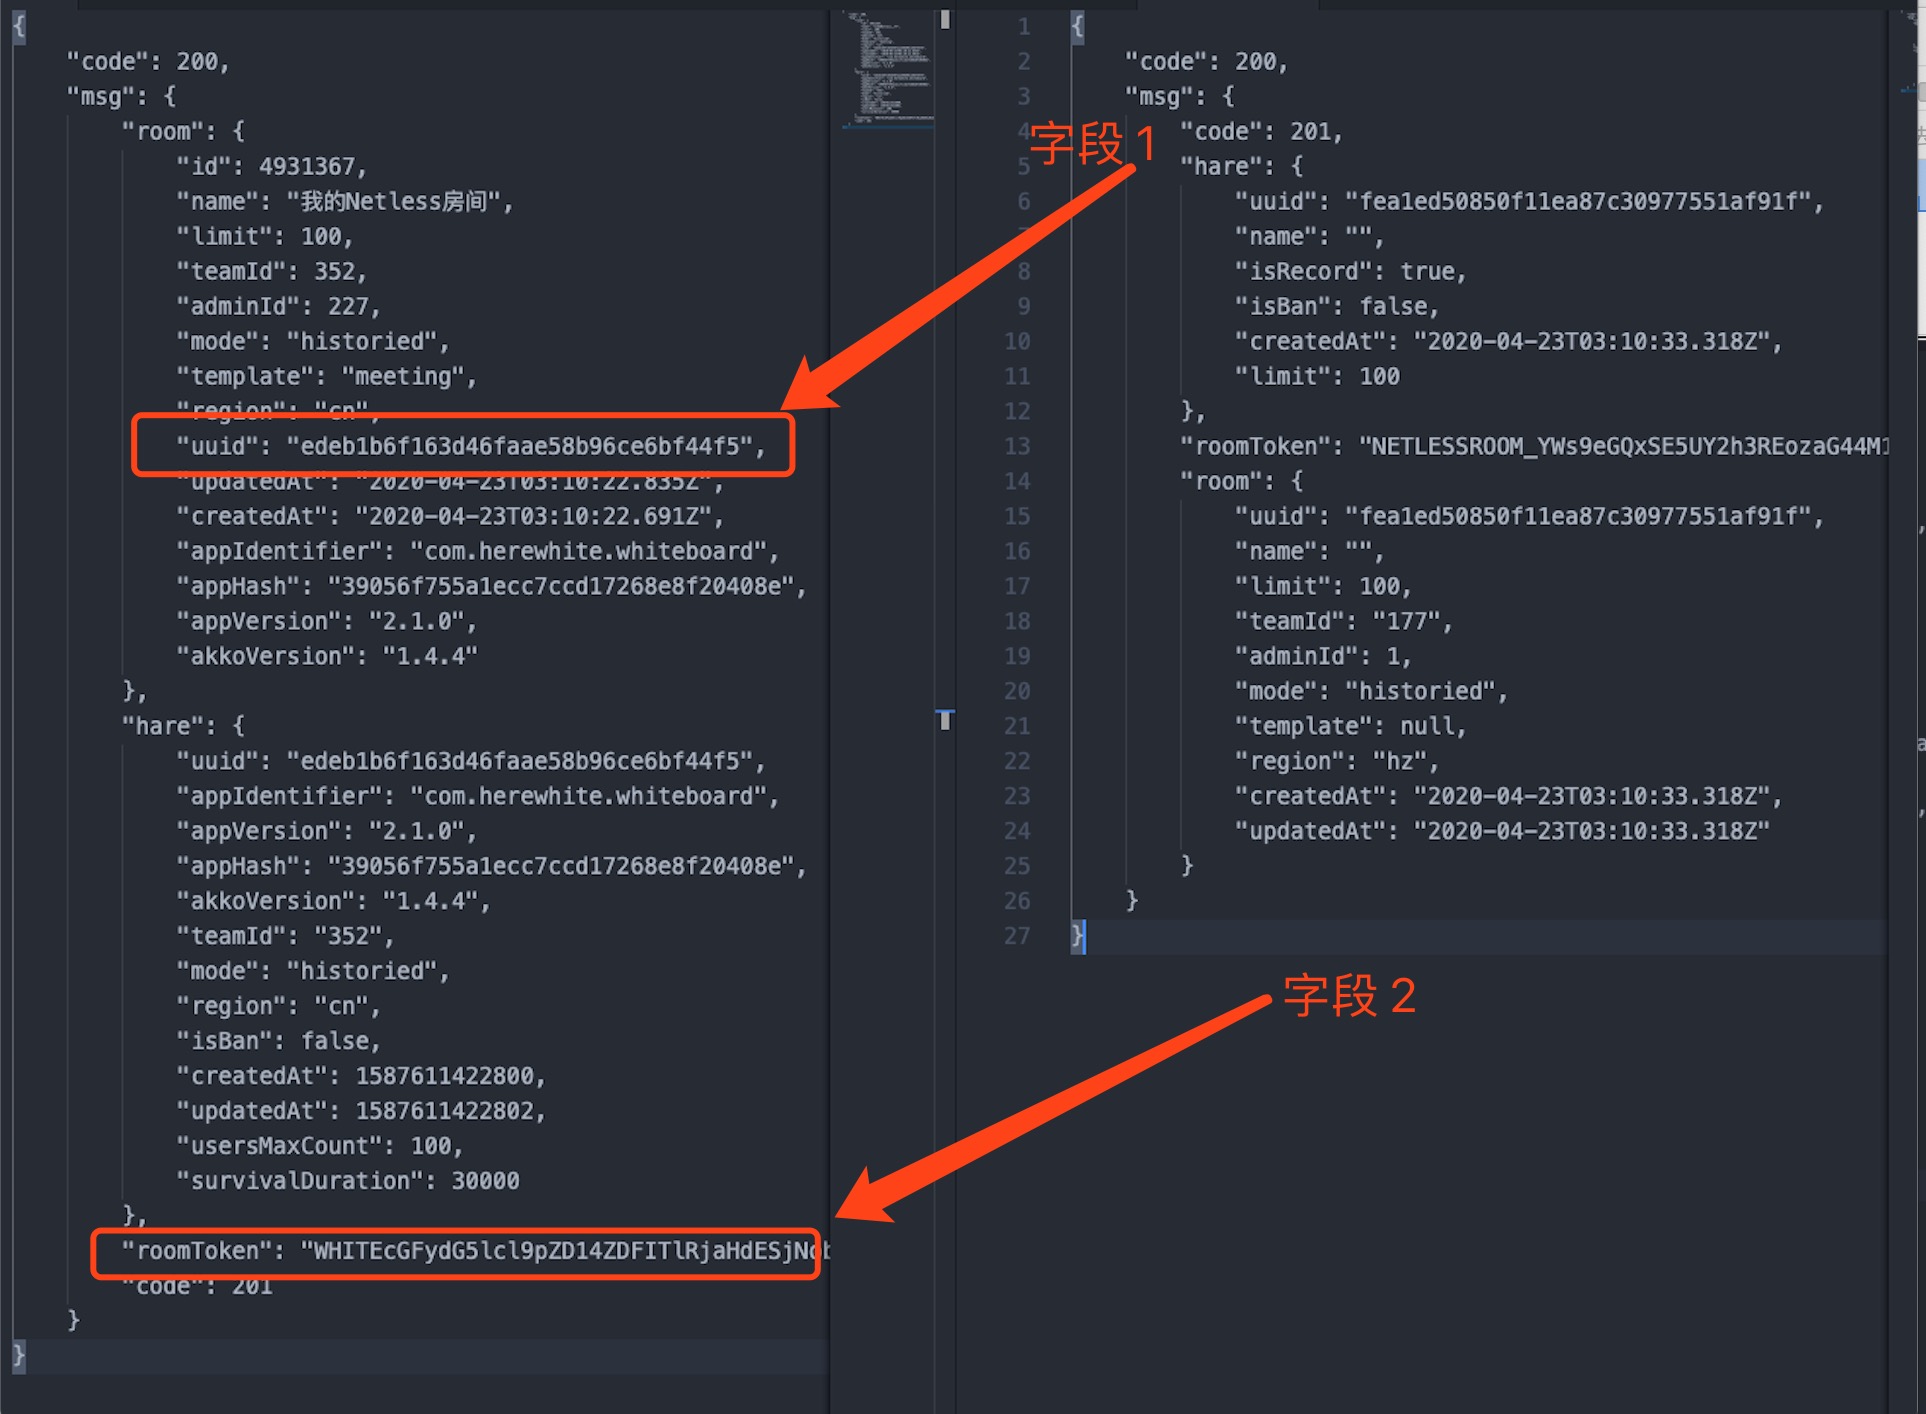 {
"code": 200,
"msg": {
"room": {
"id": 4931367,
"name": "我的Netless房间",
"limit": 100,
"teamId": 352,
"adminId": 227,
"mode": "historied",
"template": "meeting",
"region": "cn",
"uuid": "edeb1b6f163d46faae58b96ce6bf44f5",
"updatedAt": "2020-04-23T03:10:22.835Z",
"createdAt": "2020-04-23T03:10:22.691Z",
"appIdentifier": "com.herewhite.whiteboard",
"appHash": "39056f755a1ecc7ccd17268e8f20408e",
"appVersion": "2.1.0",
"akkoVersion": "1.4.4"
},
"hare": {
"uuid": "edeb1b6f163d46faae58b96ce6bf44f5",
"appIdentifier": "com.herewhite.whiteboard",
"appVersion": "2.1.0",
"appHash": "39056f755a1ecc7ccd17268e8f20408e",
"akkoVersion": "1.4.4",
"teamId": "352",
"mode": "historied",
"region": "cn",
"isBan": false,
"createdAt": 1587611422800,
"updatedAt": 1587611422802,
"usersMaxCount": 100,
"survivalDuration": 30000
},
"roomToken": "WHITEcGFydG5lcl9pZD14ZDFITlRjaHdESjNob
"code": 201
}
}
字段 1
字段 2
1 {
2 "code": 200,
3 "msg": {
4 "code": 201,
5 "hare": {
6 "uuid": "fea1ed50850f11ea87c30977551af91f",
7 "name": "",
8 "isRecord": true,
9 "isBan": false,
10 "createdAt": "2020-04-23T03:10:33.318Z",
11 "limit": 100
12 },
13 "roomToken": "NETLESSROOM_YWs9eGQxSE5UY2h3REozaG44M1
14 "room": {
15 "uuid": "fea1ed50850f11ea87c30977551af91f",
16 "name": "",
17 "limit": 100,
18 "teamId": "177",
19 "adminId": 1,
20 "mode": "historied",
21 "template": null,
22 "region": "hz",
23 "createdAt": "2020-04-23T03:10:33.318Z",
24 "updatedAt": "2020-04-23T03:10:33.318Z"
25 }
26 }
27 }